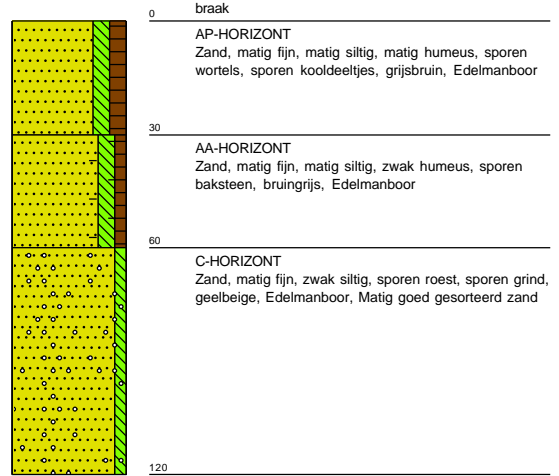 0
braak
AP-HORIZONT
Zand, matig fijn, matig siltig, matig humeus, sporen
wortels, sporen kooldeeltjes, grijsbruin, Edelmanboor
30
AA-HORIZONT
Zand, matig fijn, matig siltig, zwak humeus, sporen
baksteen, bruingrijs, Edelmanboor
60
C-HORIZONT
Zand, matig fijn, zwak siltig, sporen roest, sporen grind,
geelbeige, Edelmanboor, Matig goed gesorteerd zand
120